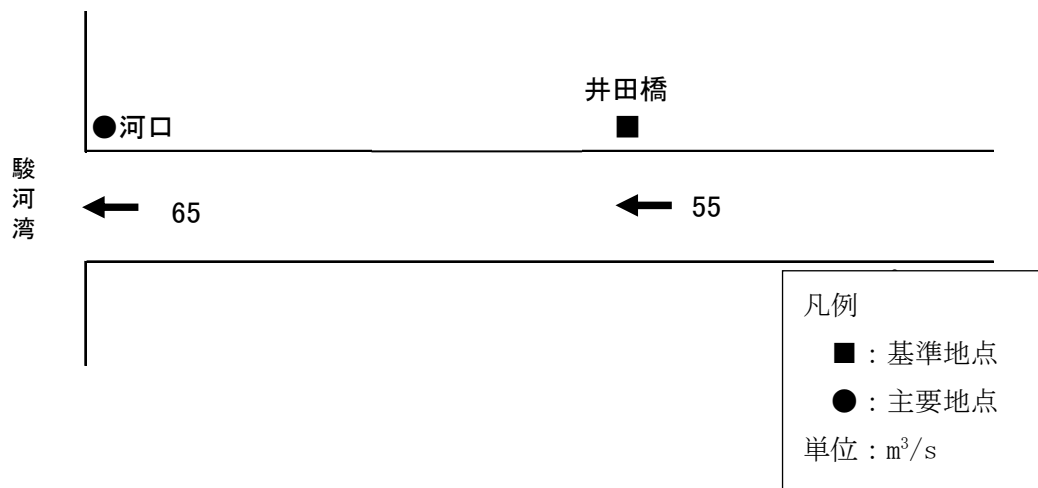 井田橋
●河口
■
駿河湾
65
55
凡例
■：基準地点
●：主要地点
単位：m³/s